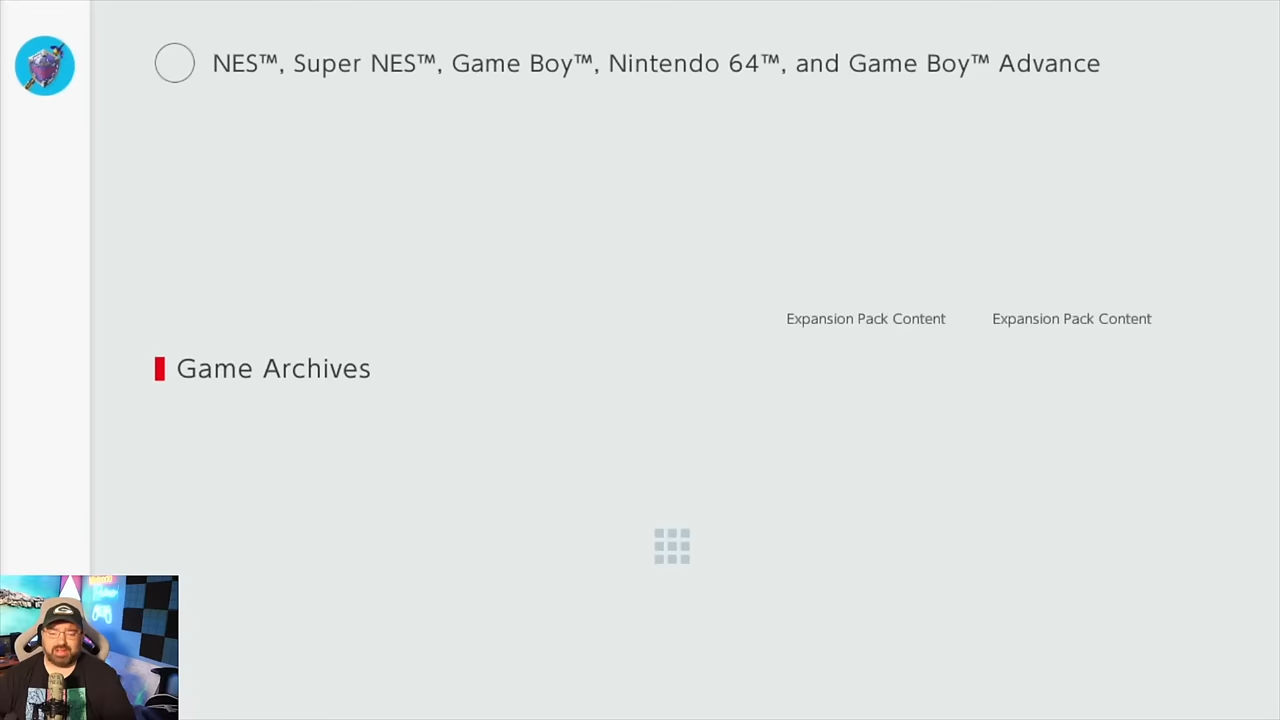 NES™, Super NES™, Game Boy™, Nintendo 64™, and Game Boy™ Advance
Expansion Pack Content
Expansion Pack Content
Game Archives